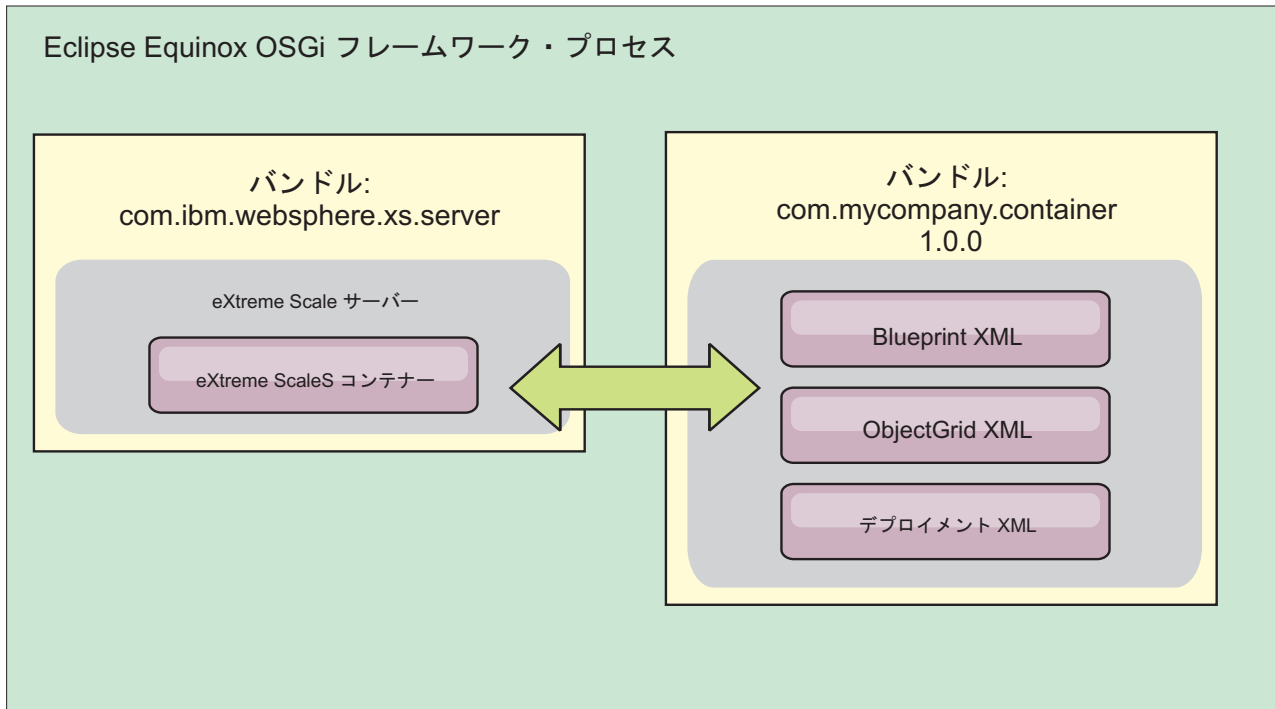 Eclipse Equinox OSGi フレームワーク・プロセス
バンドル:
com.ibm.websphere.xs.server
eXtreme Scale サーバー
eXtreme ScaleS コンテナー
バンドル:
com.mycompany.container
1.0.0
Blueprint XML
ObjectGrid XML
デプロイメント XML